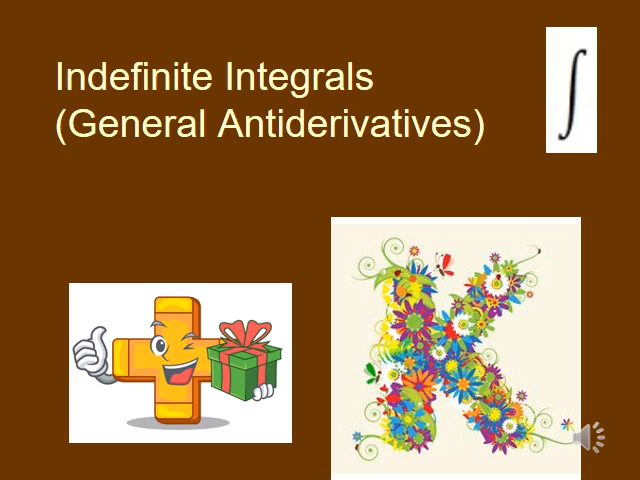 Indefinite Integrals
(General Antiderivatives)
∫
K